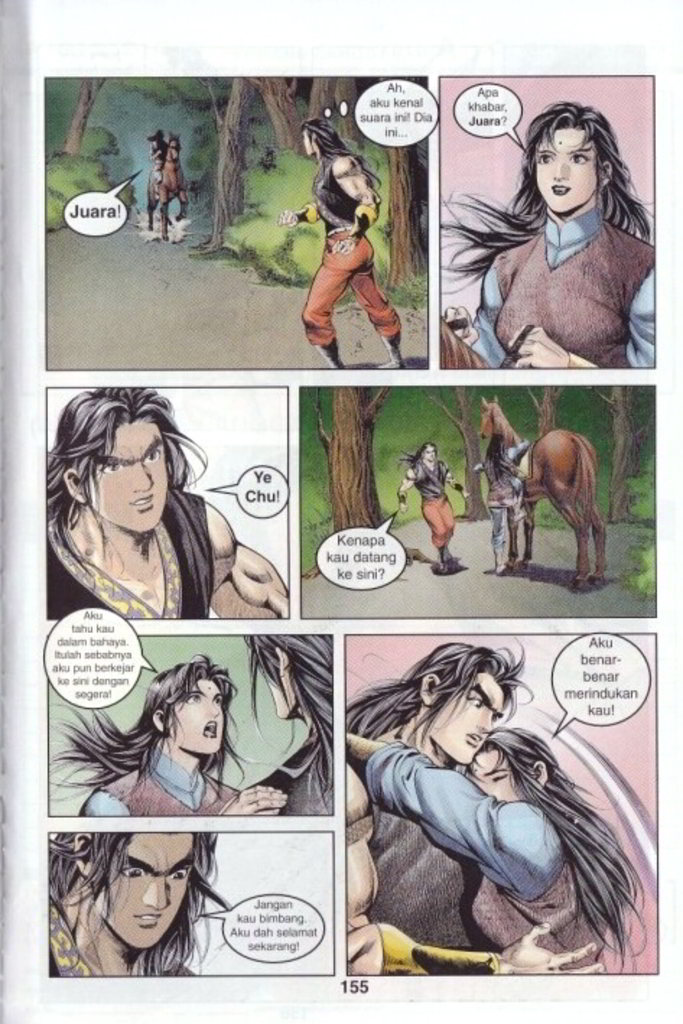 Ah,
aku kenal
suara ini! Dia
ini...
Juara!
Apa
khabar,
Juara?
Ye
Chu!
Kenapa
kau datang
ke sini?
Aku
tahu kau
dalam bahaya.
Itulah sebabnya
aku pun berkejar
ke sini dengan
segera!
Aku
benar-
benar
merindukan
kau!
Jangan
kau bimbang...
Aku dah selamat
sekarang!
155